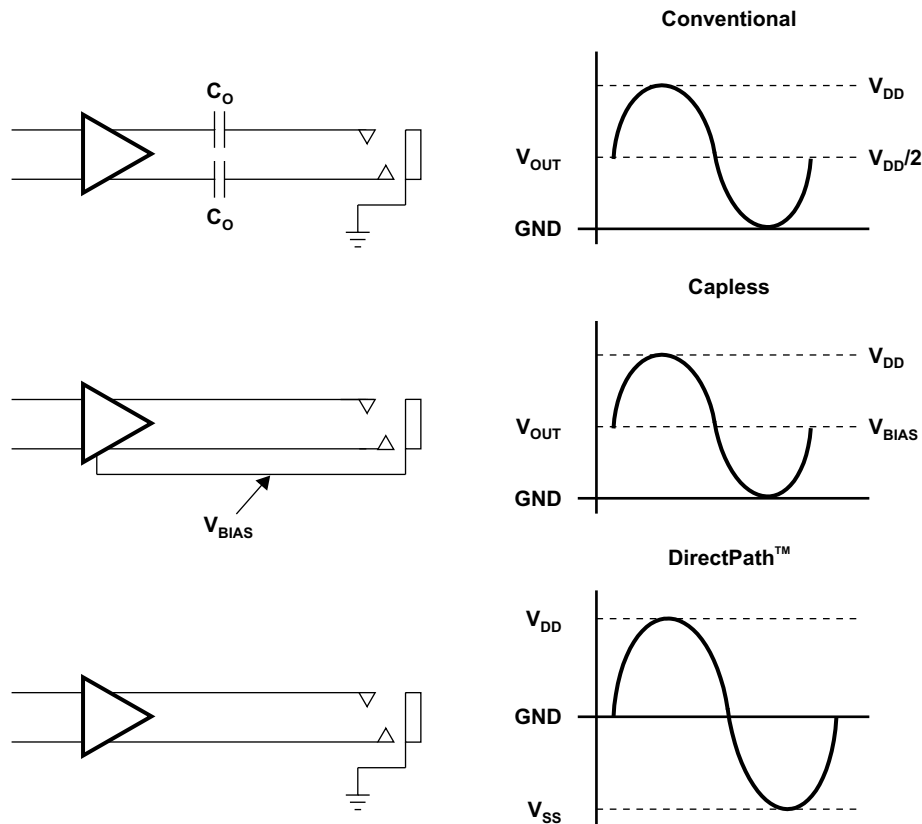 Conventional
C_O
C_O
V_DD
V_OUT
V_DD/2
GND
Capless
V_DD
V_OUT
V_BIAS
GND
V_BIAS
DirectPath™
V_DD
GND
V_SS